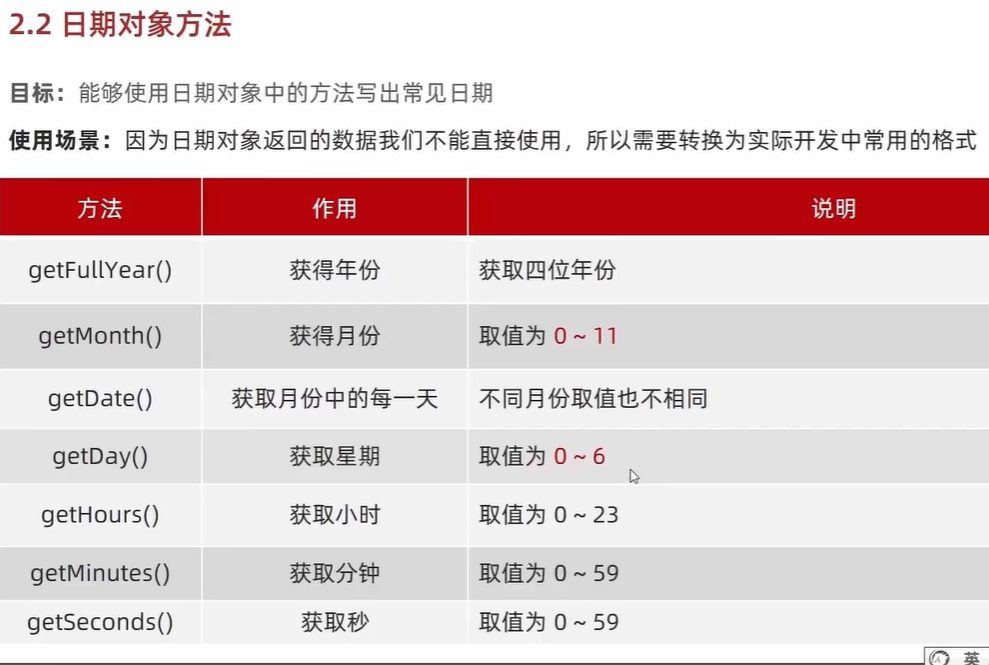 2.2 日期对象方法
目标：能够使用日期对象中的方法写出常见日期
使用场景：因为日期对象返回的数据我们不能直接使用，所以需要转换为实际开发中常用的格式
方法 作用 说明
getFullYear() 获得年份 获取四位年份
getMonth() 获得月份 取值为 0 ~ 11
getDate() 获取月份中的每一天 不同月份取值也不相同
getDay() 获取星期 取值为 0 ~ 6
getHours() 获取小时 取值为 0 ~ 23
getMinutes() 获取分钟 取值为 0 ~ 59
getSeconds() 获取秒 取值为 0 ~ 59
英